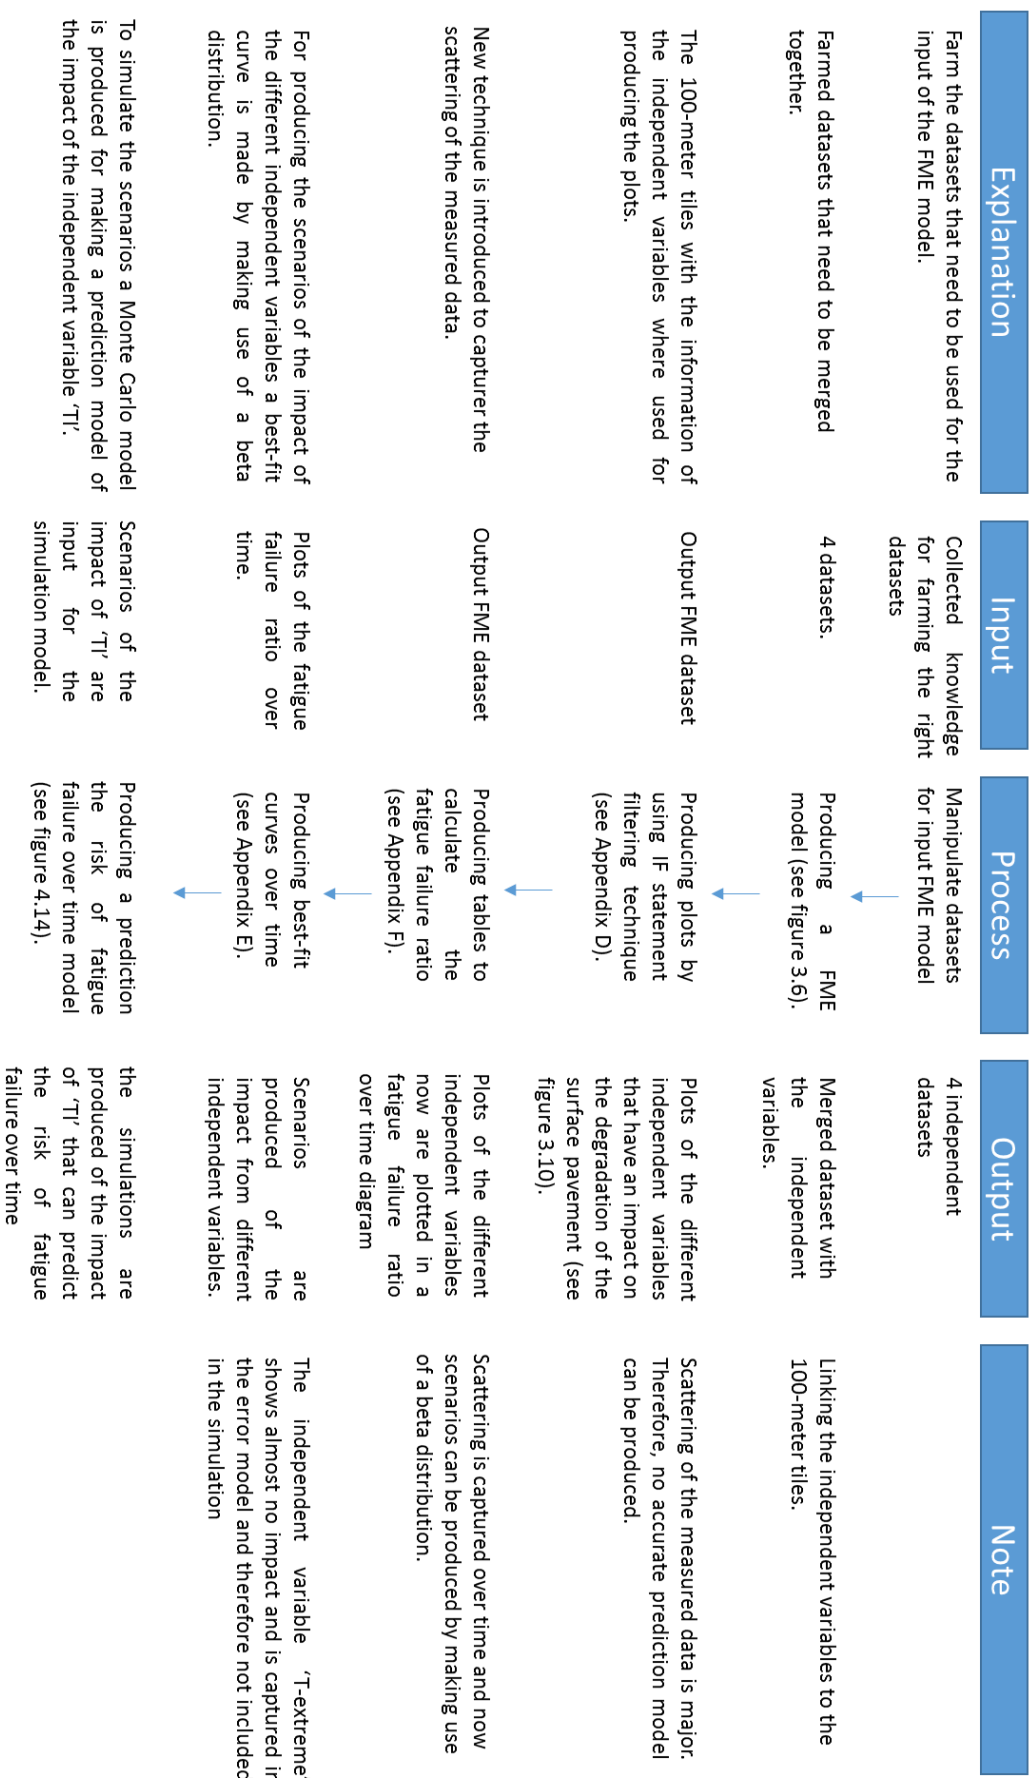 Explanation
Input
Process
Output
Note
Farm the datasets that need to be used for the
input of the FME model.
Collected knowledge
for farming the right
datasets
Manipulate datasets
for input FME model
4 independent
datasets
Farmed datasets that need to be merged
together.
4 datasets.
Producing a FME
model (see figure 3.6).
Merged dataset with
the independent
variables.
Linking the independent variables to the
100-meter tiles.
The 100-meter tiles with the information of
the independent variables where used for
producing the plots.
Output FME dataset
Producing plots by
using IF statement
filtering technique
(see Appendix D).
Plots of the different
independent variables
that have an impact on
the degradation of the
surface pavement (see
figure 3.10).
Scattering of the measured data is major.
Therefore, no accurate prediction model
can be produced.
New technique is introduced to capturer the
scattering of the measured data.
Output FME dataset
Producing tables to
calculate the
fatigue failure ratio
(see Appendix F).
Plots of the different
independent variables
now are plotted in a
fatigue failure ratio
over time diagram
Scattering is captured over time and now
scenarios can be produced by making use
of a beta distribution.
For producing the scenarios of the impact of
the different independent variables a best-fit
curve is made by making use of a beta
distribution.
Plots of the fatigue
failure ratio over
time.
Producing best-fit
curves over time
(see Appendix E).
Scenarios are
produced of the
impact from different
independent variables.
The independent variable ‘T-extreme’
shows almost no impact and is captured in
the error model and therefore not included
in the simulation
To simulate the scenarios a Monte Carlo model
is produced for making a prediction model of
the impact of the independent variable ‘TI’.
Scenarios of the
impact of ‘TI’ are
input for the
simulation model.
Producing a prediction
the risk of fatigue
failure over time model
(see figure 4.14).
the simulations are
produced of the impact
of ‘TI’ that can predict
the risk of fatigue
failure over time